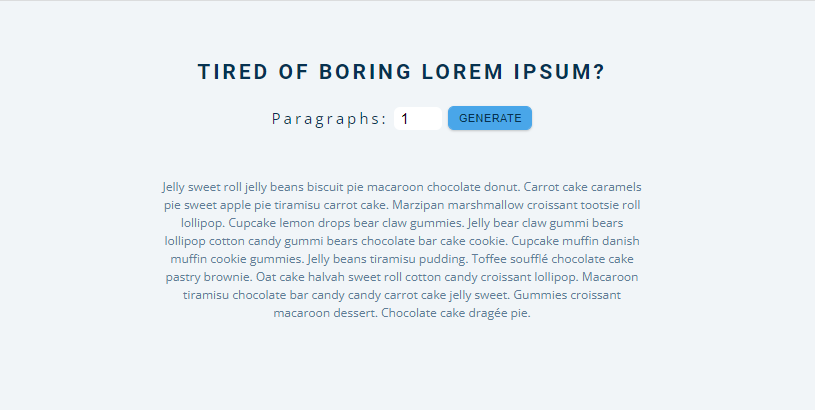 TIRED OF BORING LOREM IPSUM?
Paragraphs: 1 GENERATE
Jelly sweet roll jelly beans biscuit pie macaroon chocolate donut. Carrot cake caramels
pie sweet apple pie tiramisu carrot cake. Marzipan marshmallow croissant tootsie roll
lollipop. Cupcake lemon drops bear claw gummies. Jelly bear claw gummi bears
lollipop cotton candy gummi bears chocolate bar cake cookie. Cupcake muffin danish
muffin cookie gummies. Jelly beans tiramisu pudding. Toffee soufflé chocolate cake
pastry brownie. Oat cake halvah sweet roll cotton candy croissant lollipop. Macaroon
tiramisu chocolate bar candy candy carrot cake jelly sweet. Gummies croissant
macaroon dessert. Chocolate cake dragée pie.